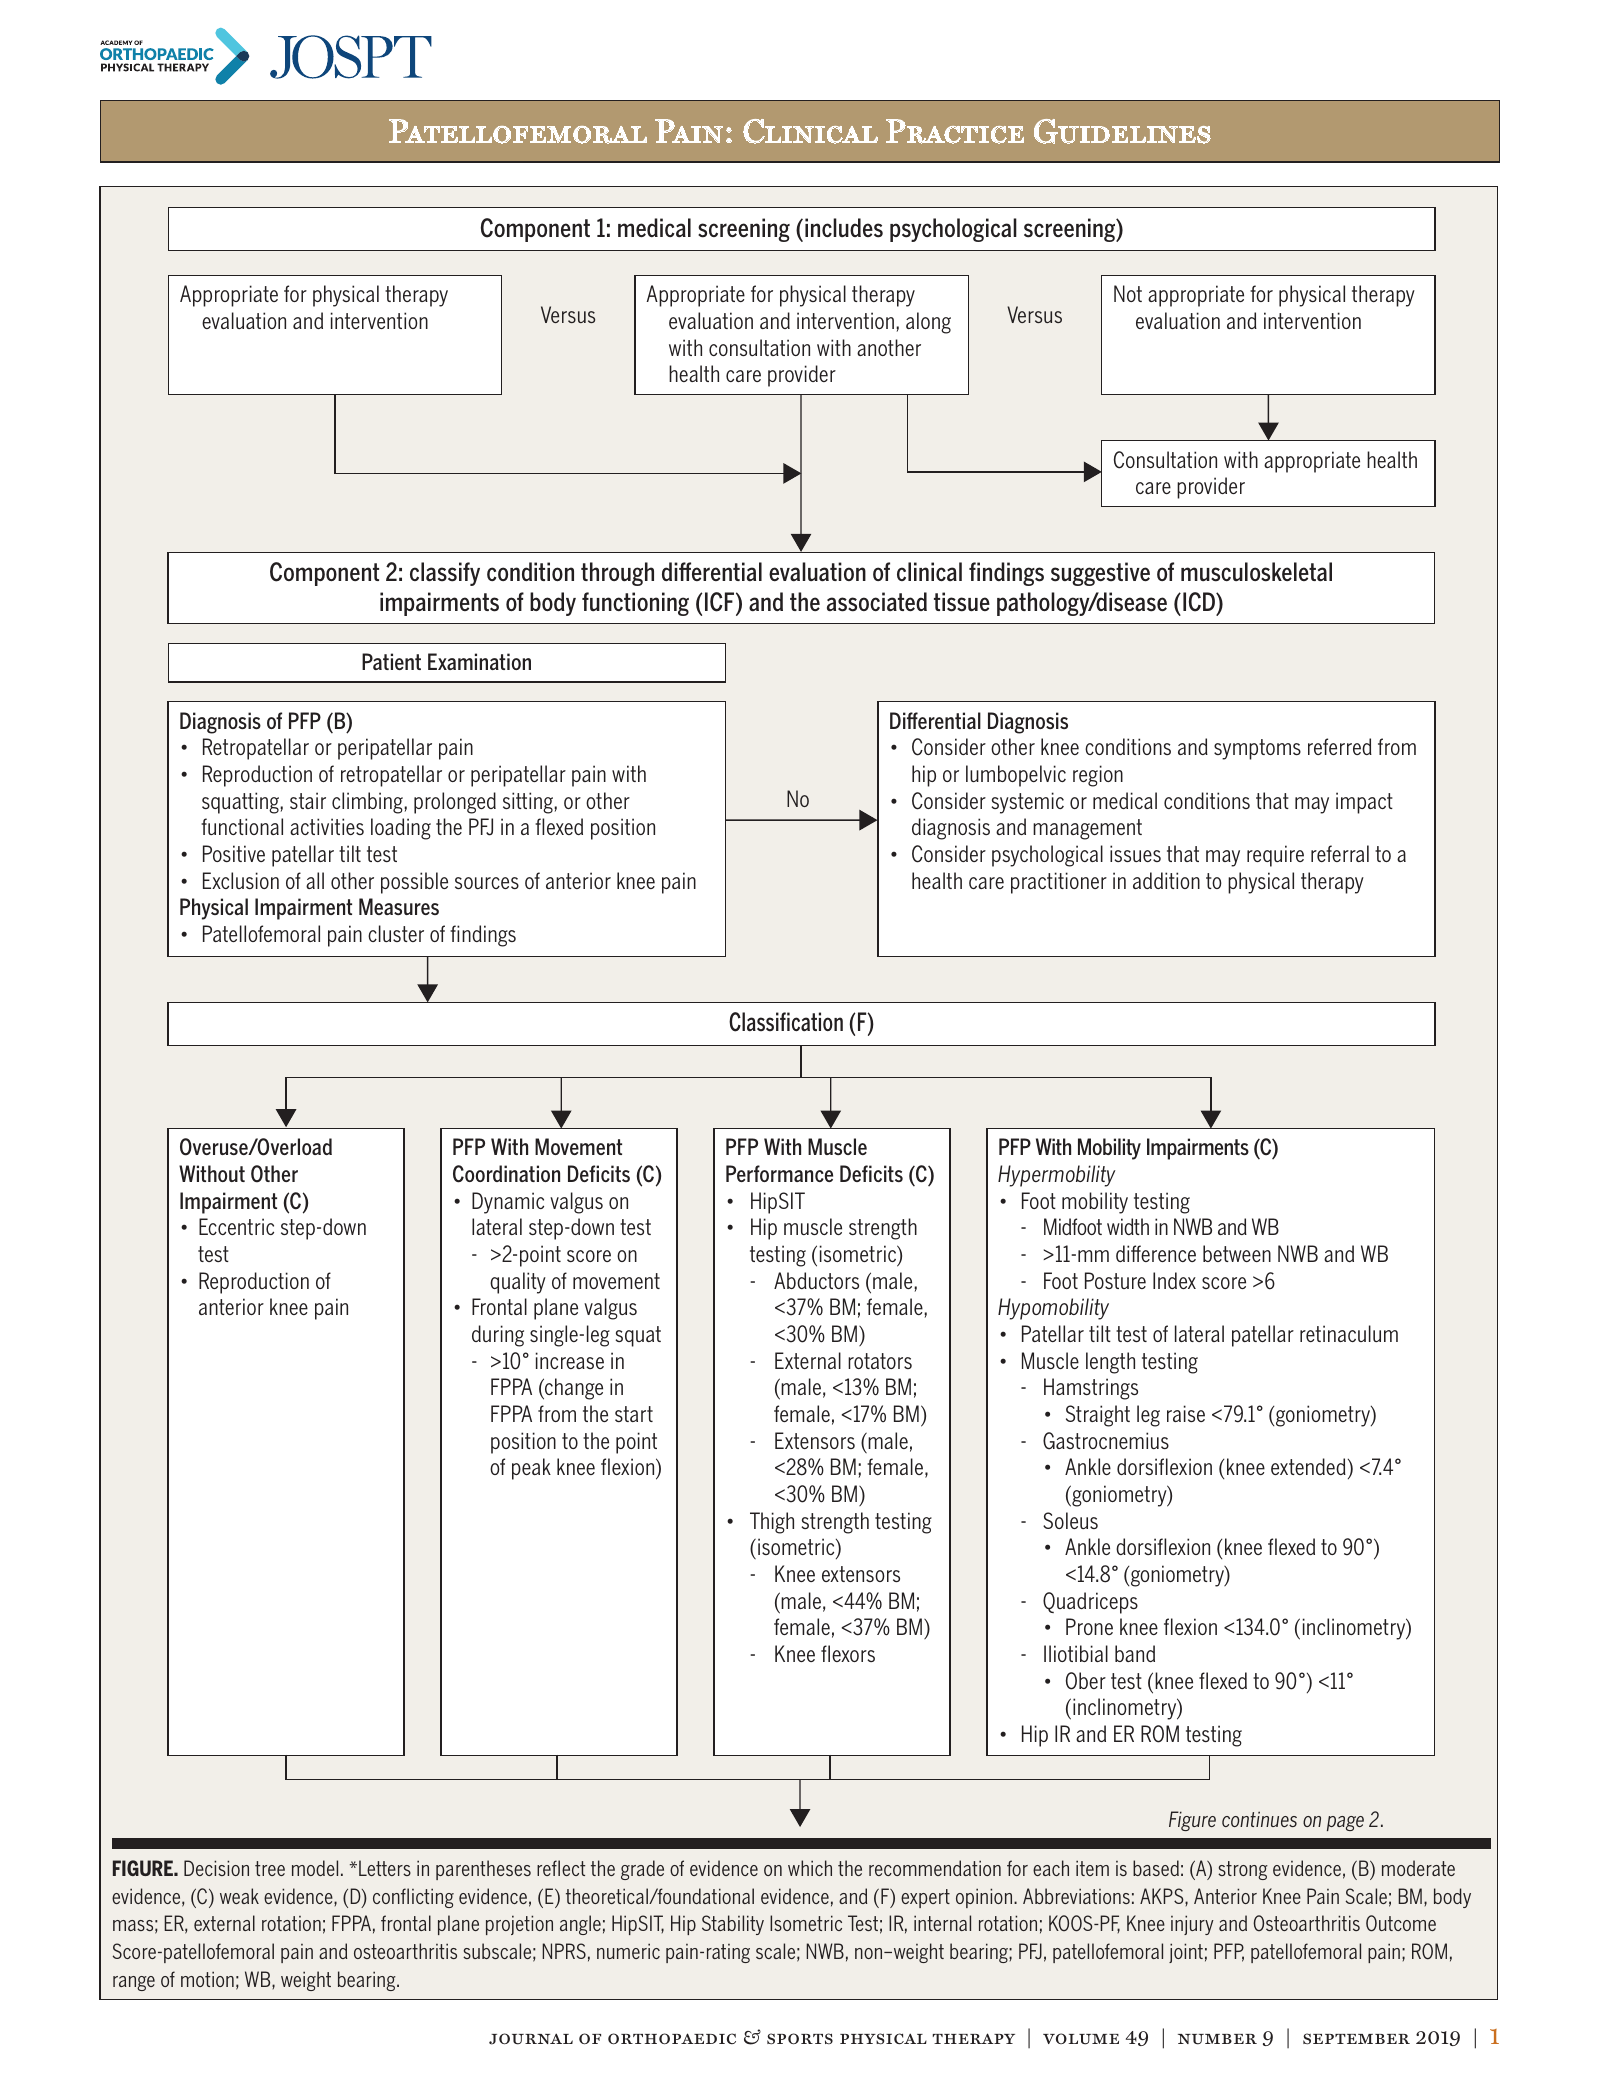 ACADEMY OF
ORTHOPAEDIC
PHYSICAL THERAPY
JOSPT
PATELLOFEMORAL PAIN: CLINICAL PRACTICE GUIDELINES
Component 1: medical screening (includes psychological screening)
Appropriate for physical therapy
evaluation and intervention
Versus
Appropriate for physical therapy
evaluation and intervention, along
with consultation with another
health care provider
Versus
Not appropriate for physical therapy
evaluation and intervention
Consultation with appropriate health
care provider
Component 2: classify condition through differential evaluation of clinical findings suggestive of musculoskeletal
impairments of body functioning (ICF) and the associated tissue pathology/disease (ICD)
Patient Examination
Diagnosis of PFP (B)
• Retropatellar or peripatellar pain
• Reproduction of retropatellar or peripatellar pain with
squatting, stair climbing, prolonged sitting, or other
functional activities loading the PFJ in a flexed position
• Positive patellar tilt test
• Exclusion of all other possible sources of anterior knee pain
Physical Impairment Measures
• Patellofemoral pain cluster of findings
No
Differential Diagnosis
• Consider other knee conditions and symptoms referred from
hip or lumbopelvic region
• Consider systemic or medical conditions that may impact
diagnosis and management
• Consider psychological issues that may require referral to a
health care practitioner in addition to physical therapy
Classification (F)
Overuse/Overload
Without Other
Impairment (C)
• Eccentric step-down
test
• Reproduction of
anterior knee pain
PFP With Movement
Coordination Deficits (C)
• Dynamic valgus on
lateral step-down test
- >2-point score on
quality of movement
• Frontal plane valgus
during single-leg squat
- >10° increase in
FPPA (change in
FPPA from the start
position to the point
of peak knee flexion)
PFP With Muscle
Performance Deficits (C)
• HipSIT
• Hip muscle strength
testing (isometric)
- Abductors (male,
<37% BM; female,
<30% BM)
- External rotators
(male, <13% BM;
female, <17% BM)
- Extensors (male,
<28% BM; female,
<30% BM)
• Thigh strength testing
(isometric)
- Knee extensors
(male, <44% BM;
female, <37% BM)
- Knee flexors
PFP With Mobility Impairments (C)
Hypermobility
• Foot mobility testing
- Midfoot width in NWB and WB
- >11-mm difference between NWB and WB
- Foot Posture Index score >6
Hypomobility
• Patellar tilt test of lateral patellar retinaculum
• Muscle length testing
- Hamstrings
• Straight leg raise <79.1° (goniometry)
- Gastrocnemius
• Ankle dorsiflexion (knee extended) <7.4°
(goniometry)
- Soleus
• Ankle dorsiflexion (knee flexed to 90°)
<14.8° (goniometry)
- Quadriceps
• Prone knee flexion <134.0° (inclinometry)
- Iliotibial band
• Ober test (knee flexed to 90°) <11°
(inclinometry)
• Hip IR and ER ROM testing
Figure continues on page 2.
FIGURE. Decision tree model. *Letters in parentheses reflect the grade of evidence on which the recommendation for each item is based: (A) strong evidence, (B) moderate
evidence, (C) weak evidence, (D) conflicting evidence, (E) theoretical/foundational evidence, and (F) expert opinion. Abbreviations: AKPS, Anterior Knee Pain Scale; BM, body
mass; ER, external rotation; FPPA, frontal plane projetion angle; HipSIT, Hip Stability Isometric Test; IR, internal rotation; KOOS-PF, Knee injury and Osteoarthritis Outcome
Score-patellofemoral pain and osteoarthritis subscale; NPRS, numeric pain-rating scale; NWB, non–weight bearing; PFJ, patellofemoral joint; PFP, patellofemoral pain; ROM,
range of motion; WB, weight bearing.
JOURNAL OF ORTHOPAEDIC & SPORTS PHYSICAL THERAPY | VOLUME 49 | NUMBER 9 | SEPTEMBER 2019 | 1